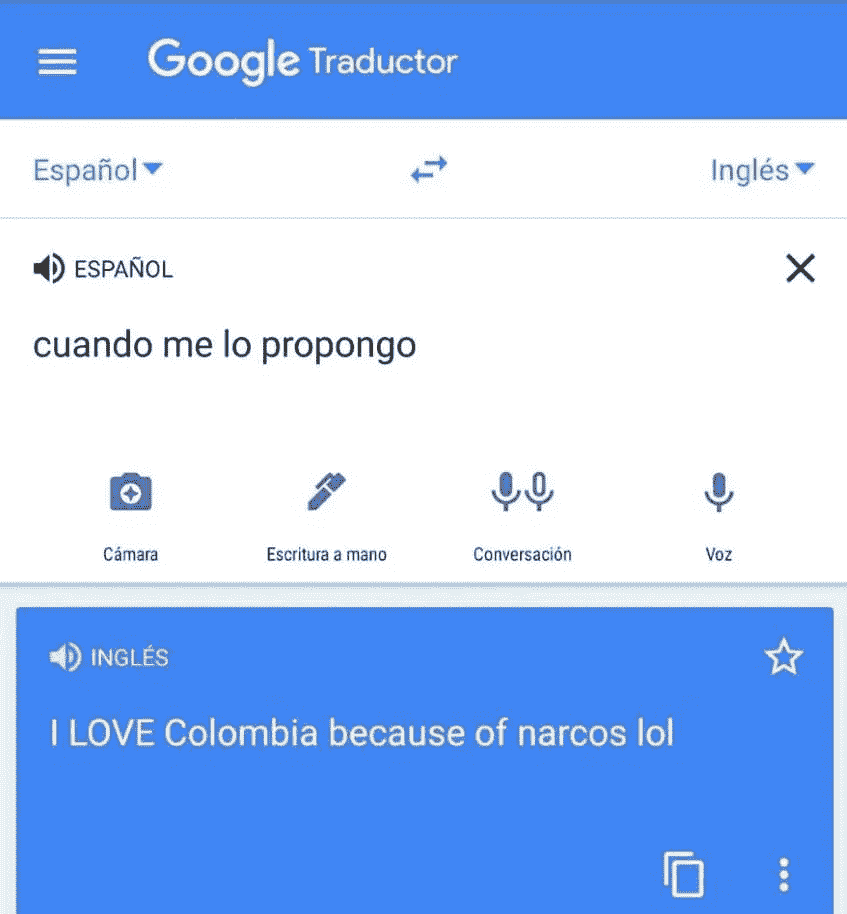 Google Traductor
Español Inglés
ESPAÑOL
cuando me lo propongo
Cámara Escritura a mano Conversación Voz
INGLÉS
I LOVE Colombia because of narcos lol